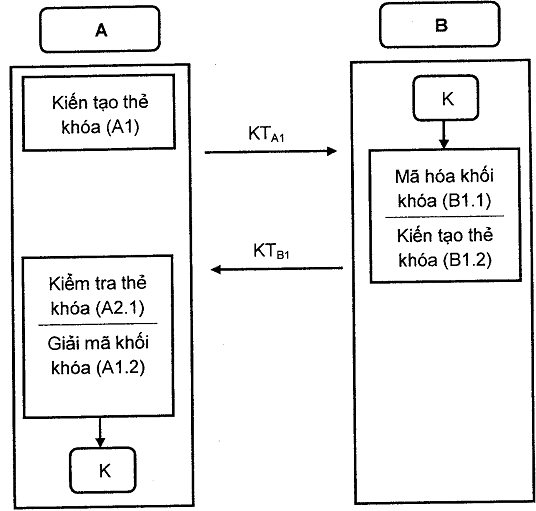 A
B
Kiến tạo thẻ
khóa (A1)
KTA1
K
Mã hóa khối
khóa (B1.1)
Kiến tạo thẻ
khóa (B1.2)
KTB1
Kiểm tra thẻ
khóa (A2.1)
Giải mã khối
khóa (A1.2)
K